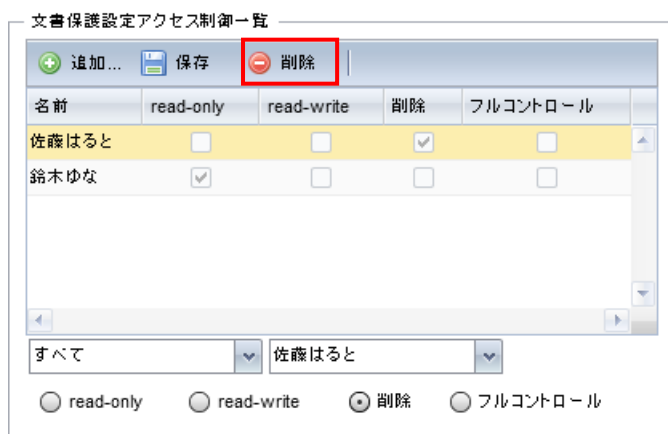 文書保護設定アクセス制御一覧
追加... 保存 削除
名前 read-only read-write 削除 フルコントロール
佐藤はると
鈴木ゆな
すべて 佐藤はると
read-only read-write 削除 フルコントロール